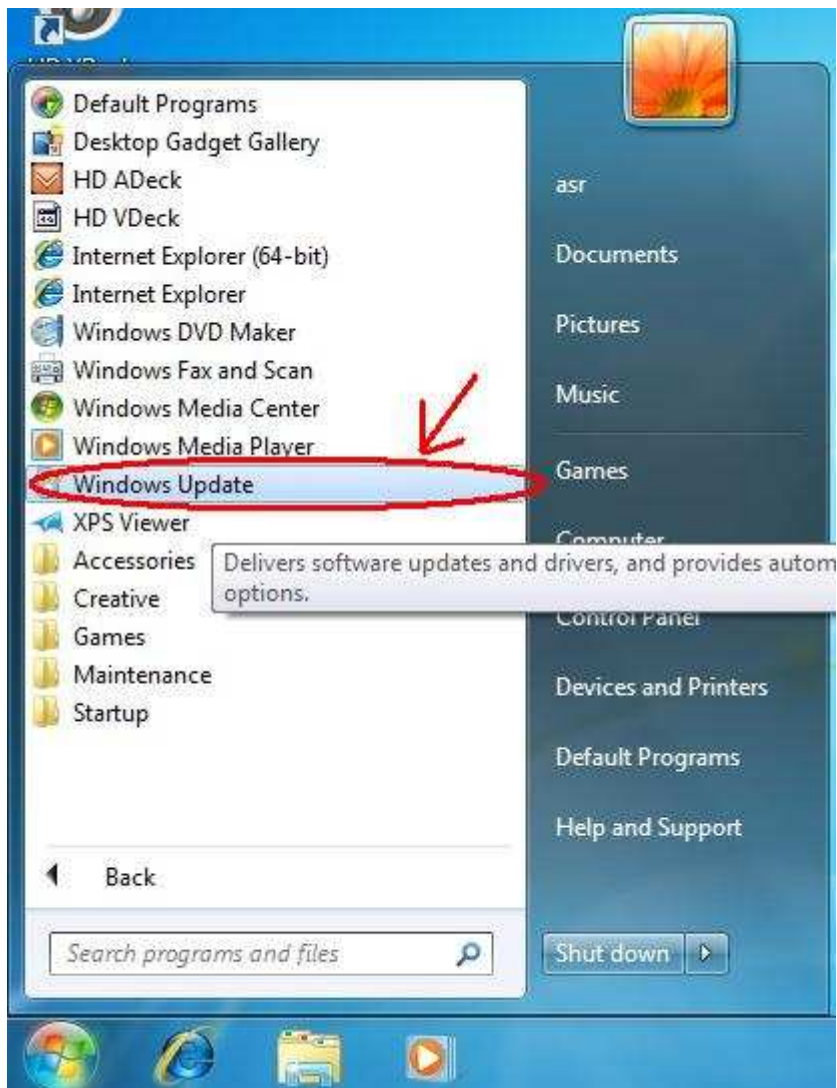 Default Programs
Desktop Gadget Gallery
HD ADeck
HD VDeck
Internet Explorer (64-bit)
Internet Explorer
Windows DVD Maker
Windows Fax and Scan
Windows Media Center
Windows Media Player
Windows Update
XPS Viewer
Accessories
Delivers software updates and drivers, and provides autom
options.
Creative
Games
Maintenance
Startup
Back
Search programs and files
asr
Documents
Pictures
Music
Games
Computer
Control Panel
Devices and Printers
Default Programs
Help and Support
Shut down